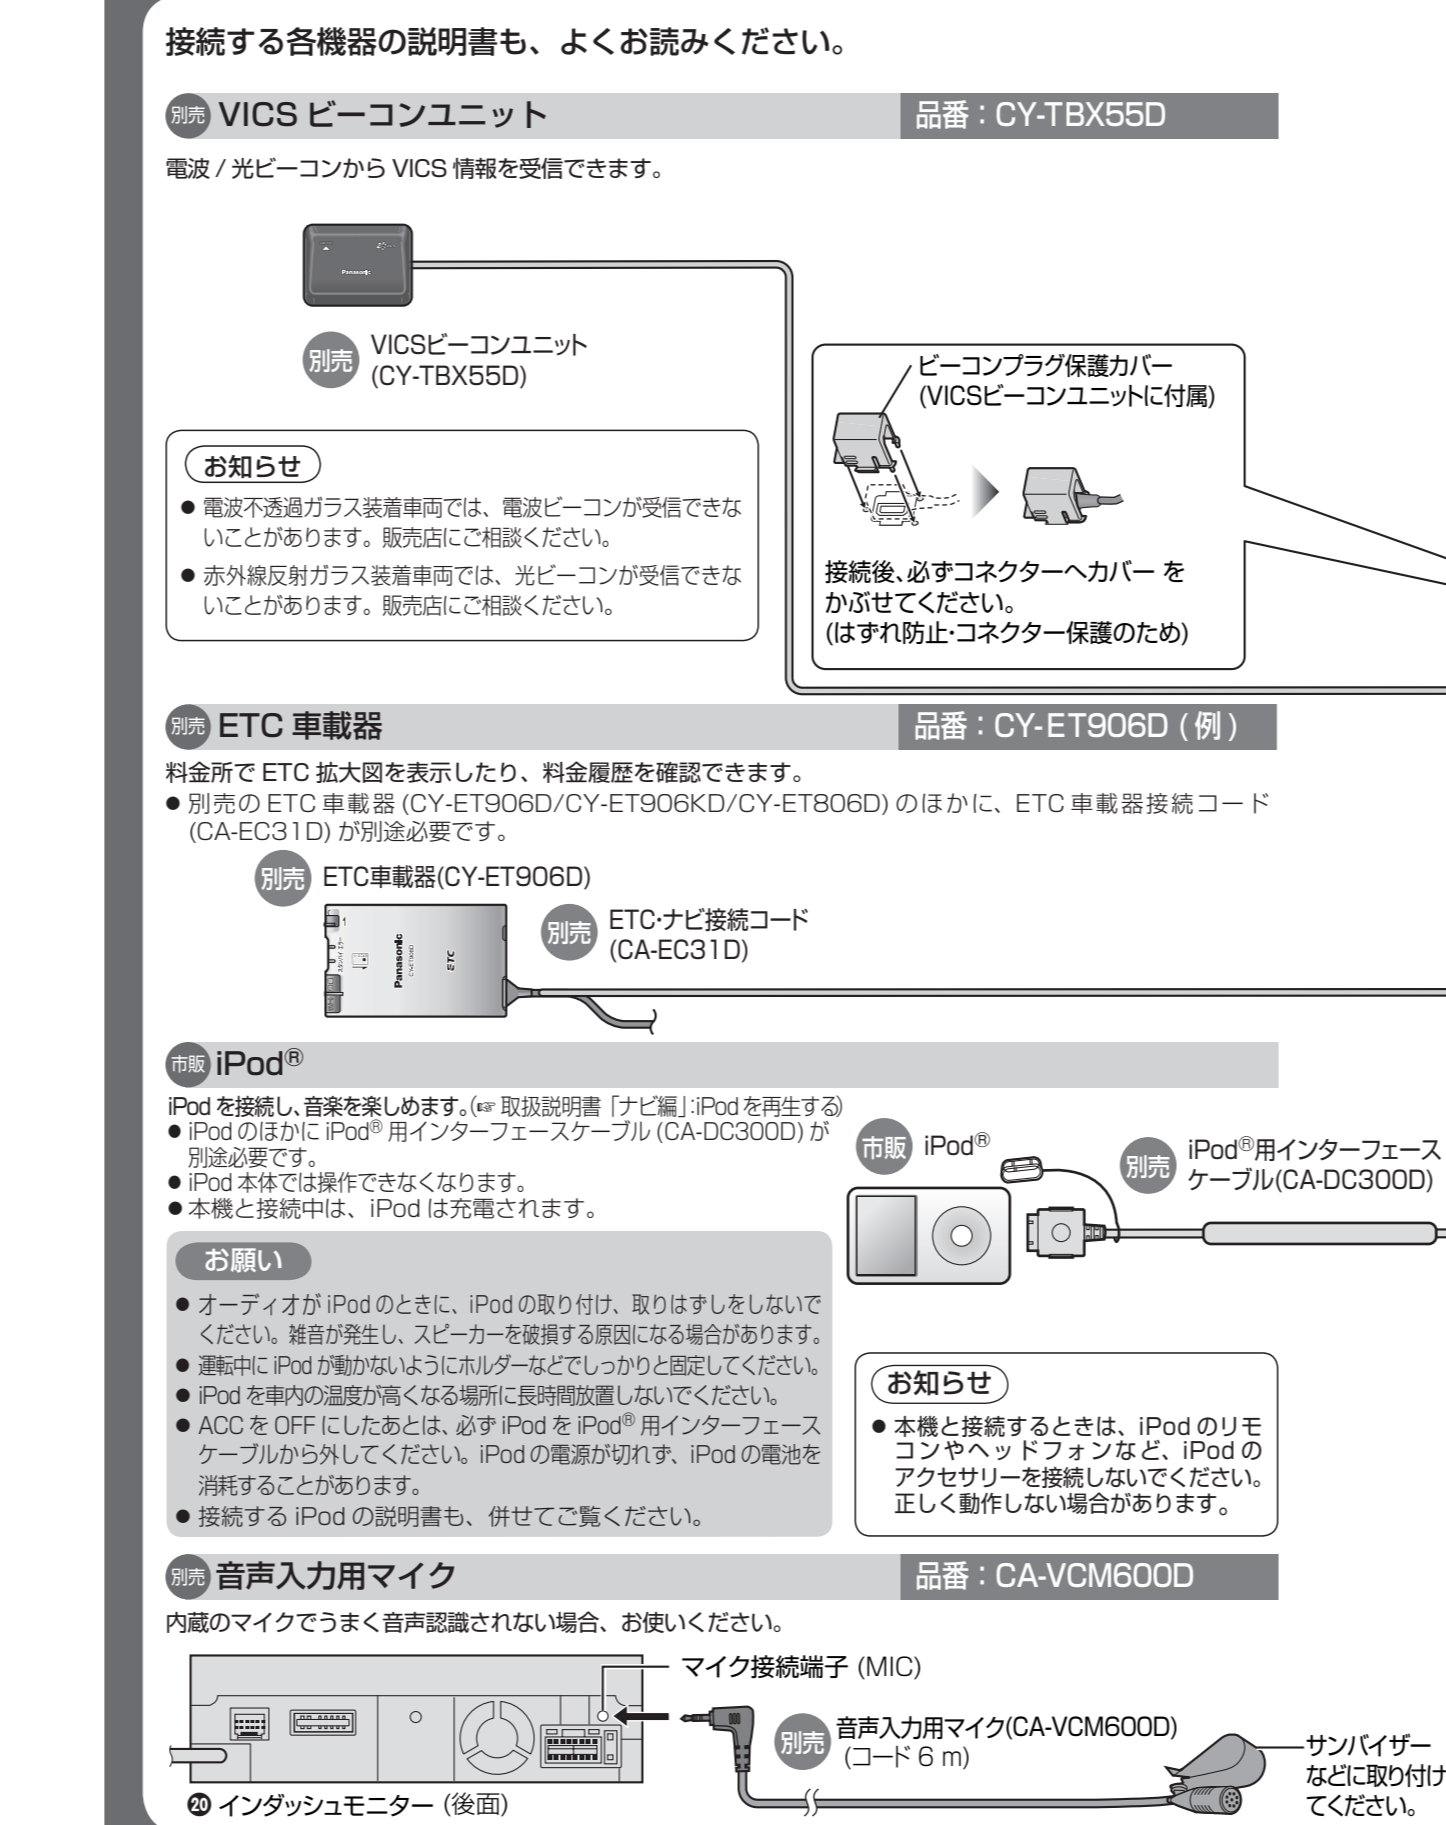 接続する各機器の説明書も、よくお読みください。
別売 VICS ビーコンユニット
品番：CY-TBX55D
電波 / 光ビーコンから VICS 情報を受信できます。
Panasonic
別売
VICSビーコンユニット
(CY-TBX55D)
ビーコンプラグ保護カバー
(VICSビーコンユニットに付属)
接続後、必ずコネクターへカバー を
かぶせてください。
(はずれ防止・コネクター保護のため)
お知らせ
● 電波不透過ガラス装着車両では、電波ビーコンが受信できな
いことがあります。販売店にご相談ください。
● 赤外線反射ガラス装着車両では、光ビーコンが受信できな
いことがあります。販売店にご相談ください。
別売 ETC 車載器
品番：CY-ET906D ( 例 )
料金所で ETC 拡大図を表示したり、料金履歴を確認できます。
● 別売の ETC 車載器 (CY-ET906D/CY-ET906KD/CY-ET806D) のほかに、ETC 車載器接続コード
(CA-EC31D) が別途必要です。
別売 ETC車載器(CY-ET906D)
スタンバイ エラー
Panasonic
CY-ET906D
ETC
別売
ETC・ナビ接続コード
(CA-EC31D)
市販 iPod®
iPod を接続し、音楽を楽しめます。(☞ 取扱説明書「ナビ編」:iPod を再生する)
● iPod のほかに iPod® 用インターフェースケーブル (CA-DC300D) が
別途必要です。
● iPod 本体では操作できなくなります。
● 本機と接続中は、iPod は充電されます。
市販 iPod®
別売
iPod®用インターフェース
ケーブル(CA-DC300D)
お願い
● オーディオが iPod のときに、iPod の取り付け、取りはずしをしないで
ください。雑音が発生し、スピーカーを破損する原因になる場合があります。
● 運転中に iPod が動かないようにホルダーなどでしっかりと固定してください。
● iPod を車内の温度が高くなる場所に長時間放置しないでください。
● ACC を OFF にしたあとは、必ず iPod を iPod® 用インターフェース
ケーブルから外してください。iPod の電源が切れず、iPod の電池を
消耗することがあります。
● 接続する iPod の説明書も、併せてご覧ください。
お知らせ
● 本機と接続するときは、iPod のリモ
コンやヘッドフォンなど、iPod の
アクセサリーを接続しないでください。
正しく動作しない場合があります。
別売 音声入力用マイク
品番：CA-VCM600D
内蔵のマイクでうまく音声認識されない場合、お使いください。
マイク接続端子 (MIC)
別売
音声入力用マイク(CA-VCM600D)
(コード 6 m)
サンバイザー
などに取り付け
てください。
⓴ インダッシュモニター (後面)